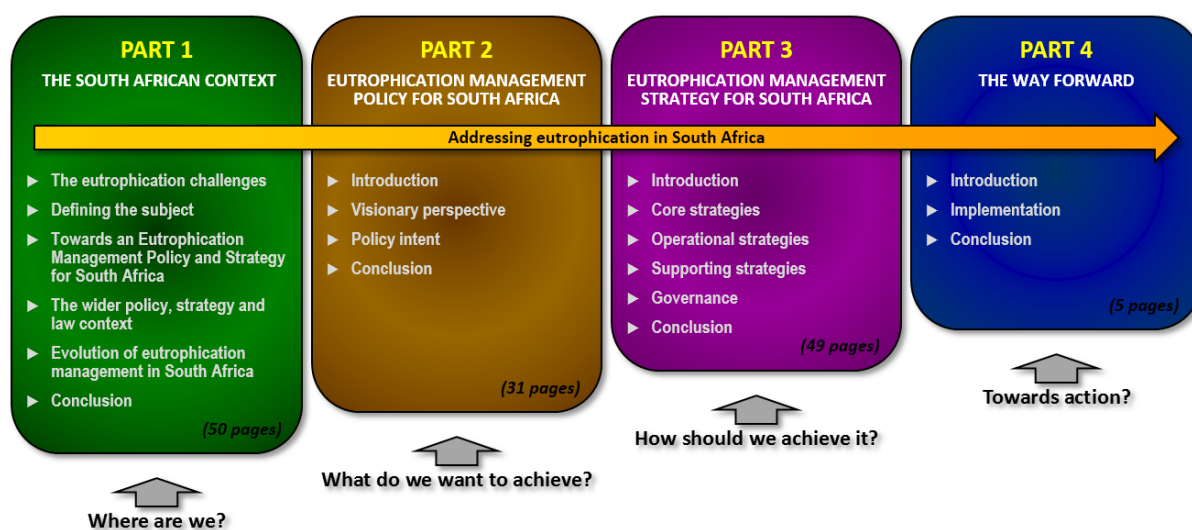 PART 1
THE SOUTH AFRICAN CONTEXT
PART 2
EUTROPHICATION MANAGEMENT
POLICY FOR SOUTH AFRICA
PART 3
EUTROPHICATION MANAGEMENT
STRATEGY FOR SOUTH AFRICA
PART 4
THE WAY FORWARD
Addressing eutrophication in South Africa
The eutrophication challenges
Defining the subject
Towards an Eutrophication
Management Policy and Strategy
for South Africa
The wider policy, strategy and
law context
Evolution of eutrophication
management in South Africa
Conclusion
(50 pages)
Introduction
Visionary perspective
Policy intent
Conclusion
(31 pages)
Introduction
Core strategies
Operational strategies
Supporting strategies
Governance
Conclusion
(49 pages)
Introduction
Implementation
Conclusion
(5 pages)
Where are we?
What do we want to achieve?
How should we achieve it?
Towards action?